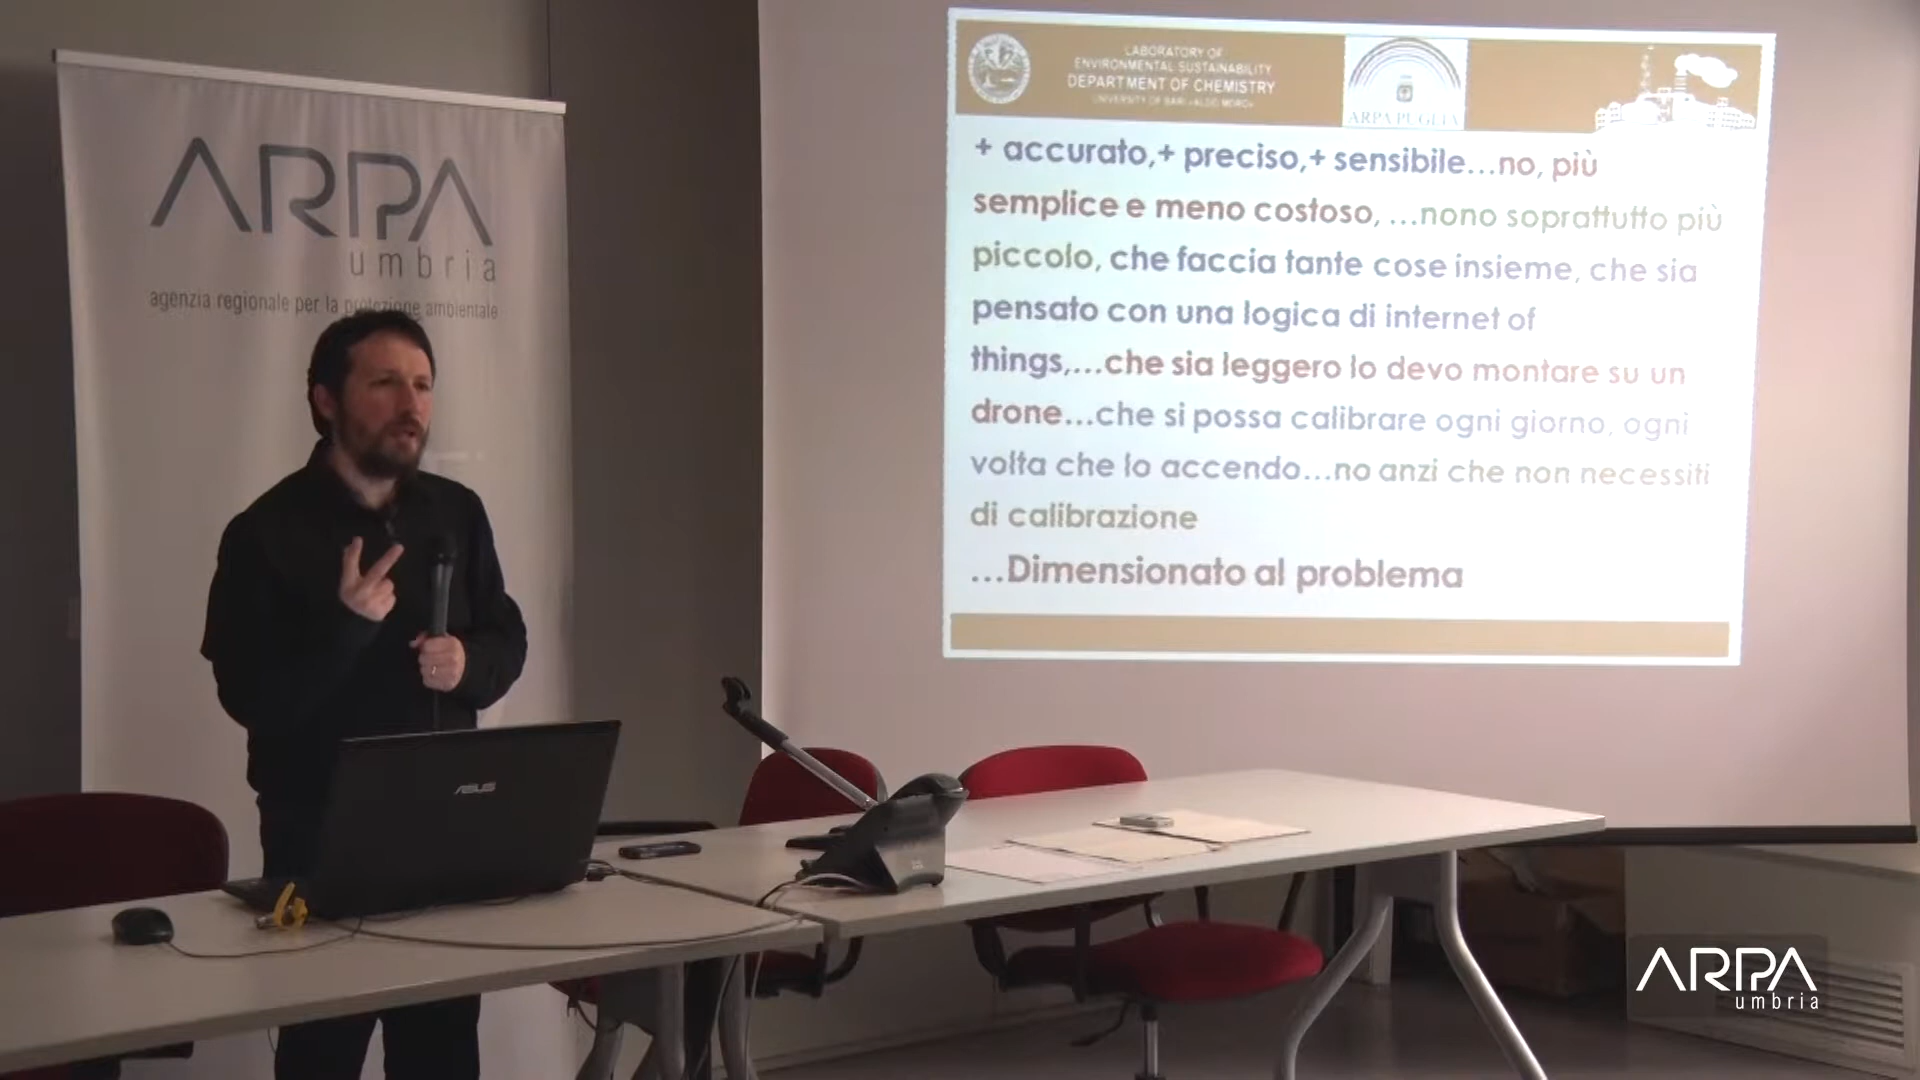 ARPA
umbria
agenzia regionale per la protezione ambientale
LABORATORY OF
ENVIRONMENTAL SUSTAINABILITY
DEPARTMENT OF CHEMISTRY
UNIVERSITY OF BARI
ARPA PUGLIA
+ accurato,+ preciso,+ sensibile...no, più
semplice e meno costoso, ...nono soprattutto più
piccolo, che faccia tante cose insieme, che sia
pensato con una logica di internet of
things,...che sia leggero lo devo montare su un
drone...che si possa calibrare ogni giorno, ogni
volta che lo accendo...no anzi che non necessiti
di calibrazione
...Dimensionato al problema
ASUS
ARPA
umbria